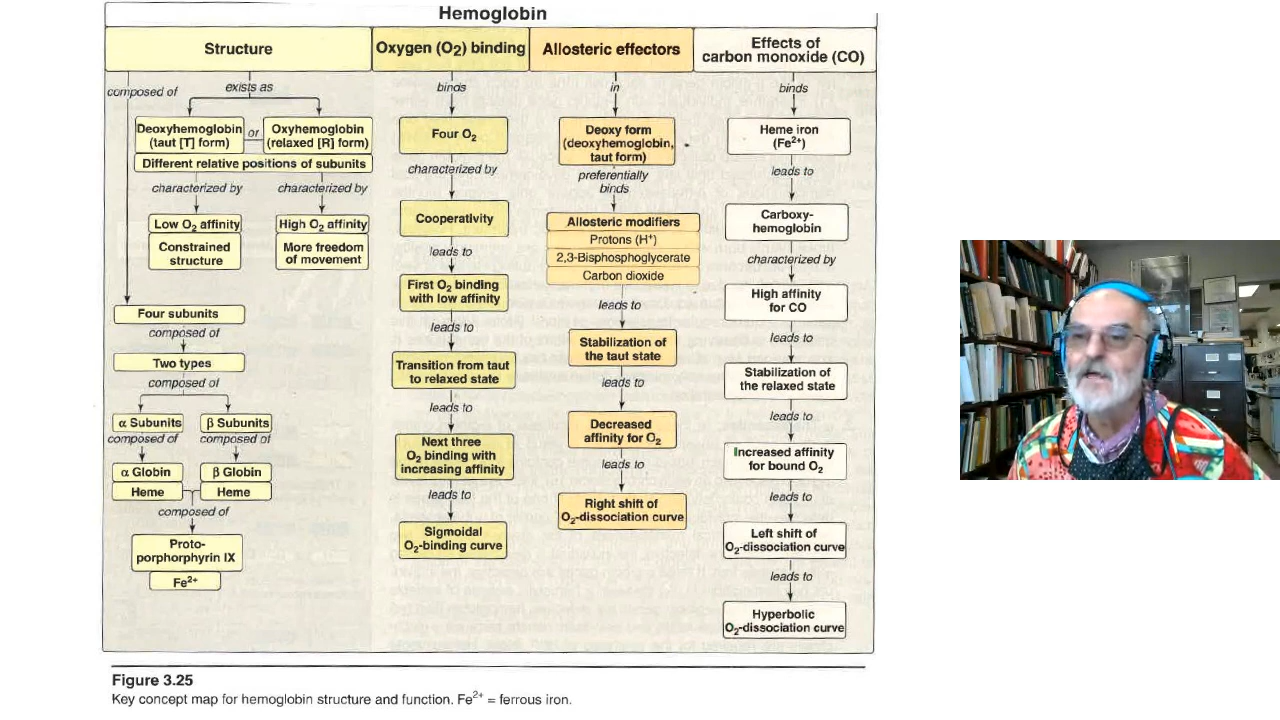 Hemoglobin
Structure
composed of
exists as
Deoxyhemoglobin
(taut [T] form)
or
Oxyhemoglobin
(relaxed [R] form)
Different relative positions of subunits
characterized by
characterized by
Low O₂ affinity
Constrained
structure
High O₂ affinity
More freedom
of movement
Four subunits
composed of
Two types
composed of
α Subunits
β Subunits
composed of
composed of
α Globin
Heme
β Globin
Heme
composed of
Proto-
porphorphyrin IX
Fe²⁺
Oxygen (O₂) binding
binds
Four O₂
characterized by
Cooperativity
leads to
First O₂ binding
with low affinity
leads to
Transition from taut
to relaxed state
leads to
Next three
O₂ binding with
increasing affinity
leads to
Sigmoidal
O₂-binding curve
Allosteric effectors
in
Deoxy form
(deoxyhemoglobin,
taut form)
preferentially
binds
Allosteric modifiers
Protons (H⁺)
2,3-Bisphosphoglycerate
Carbon dioxide
leads to
Stabilization of
the taut state
leads to
Decreased
affinity for O₂
leads to
Right shift of
O₂-dissociation curve
Effects of
carbon monoxide (CO)
binds
Heme iron
(Fe²⁺)
leads to
Carboxy-
hemoglobin
characterized by
High affinity
for CO
leads to
Stabilization of
the relaxed state
leads to
Increased affinity
for bound O₂
leads to
Left shift of
O₂-dissociation curve
leads to
Hyperbolic
O₂-dissociation curve
Figure 3.25
Key concept map for hemoglobin structure and function. Fe²⁺ = ferrous iron.